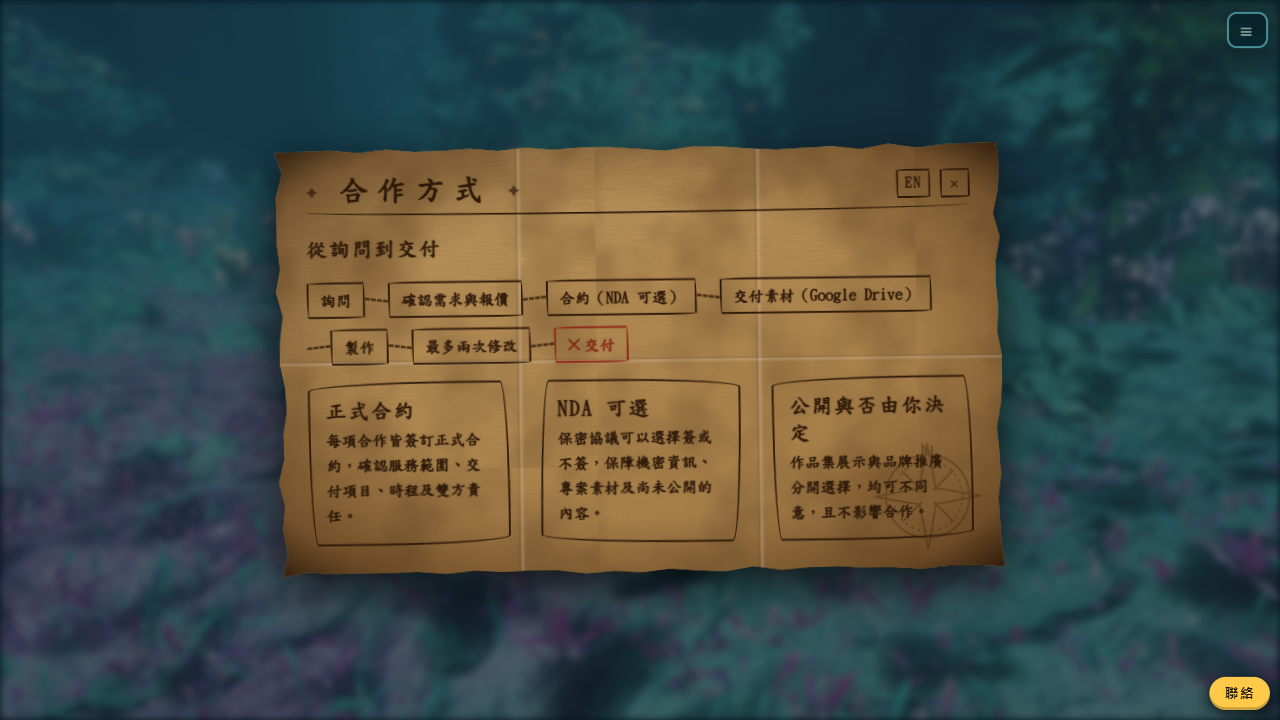 合作方式
EN ×
從詢問到交付
詢問 確認需求與報價 合約（NDA 可選） 交付素材（Google Drive）
製作 最多兩次修改 ×交付
正式合約
每項合作皆簽訂正式合
約，確認服務範圍、交
付項目、時程及雙方責
任。
NDA 可選
保密協議可以選擇簽或
不簽，保障機密資訊、
專案素材及尚未公開的
內容。
公開與否由你決
定
作品集展示與品牌推廣
分開選擇，均可不同
意，且不影響合作。
N
聯絡